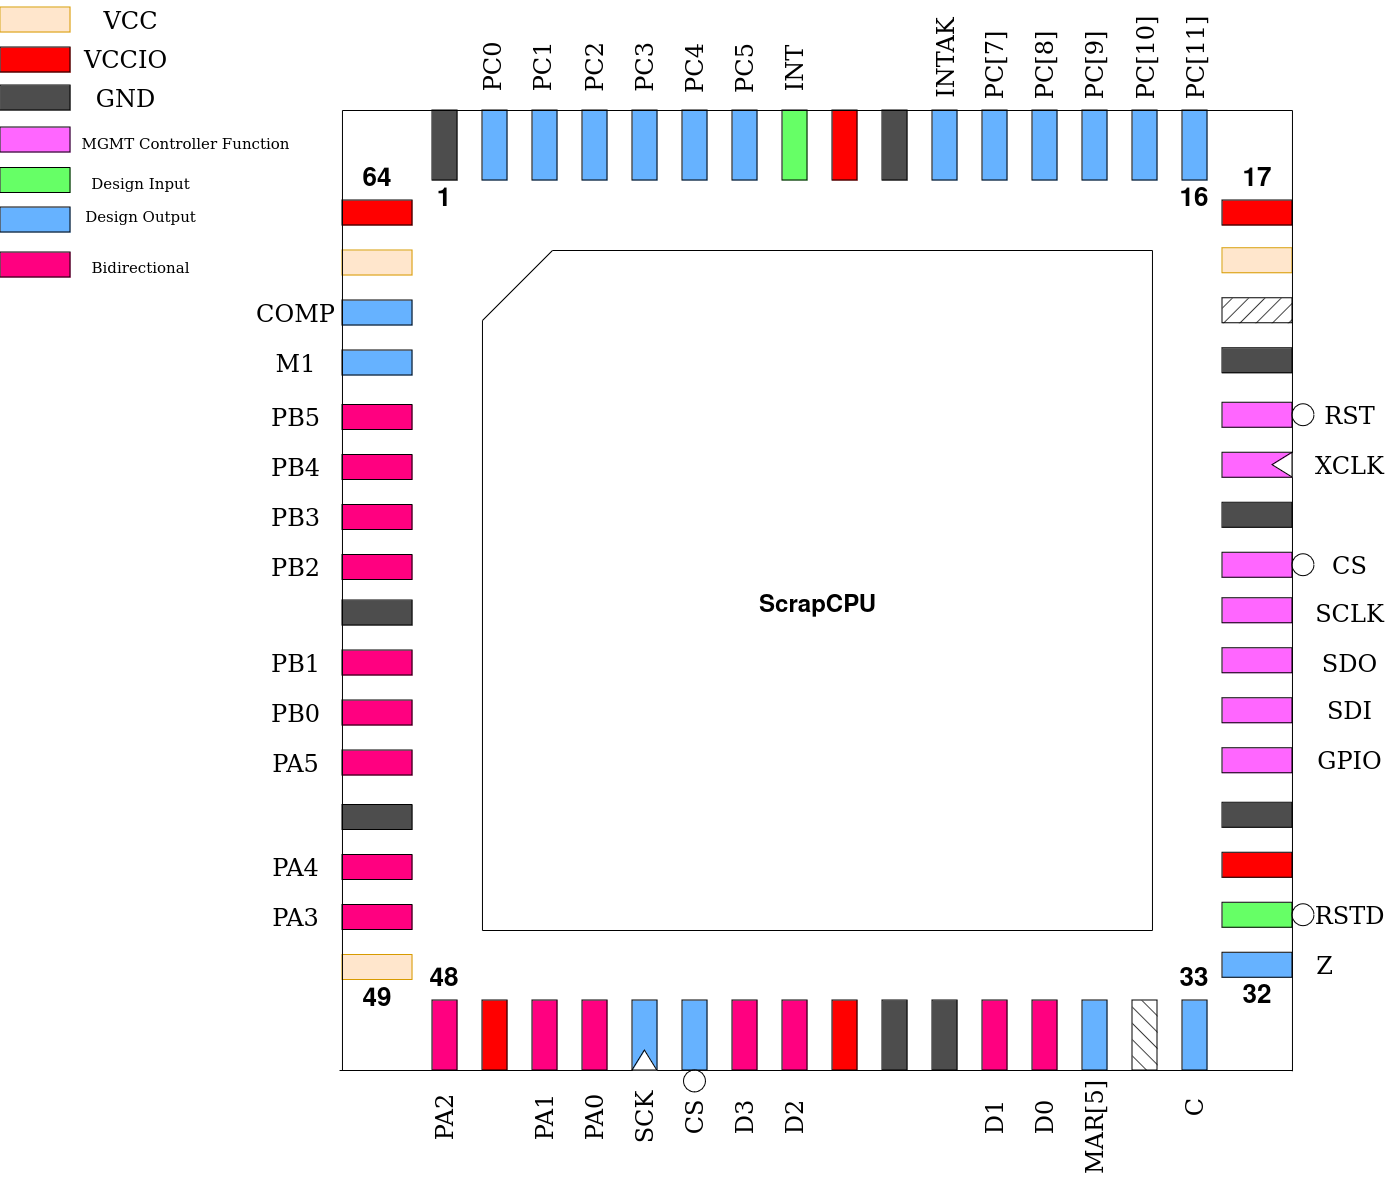 VCC
VCCIO
GND
MGMT Controller Function
Design Input
Design Output
Bidirectional
PC0
PC1
PC2
PC3
PC4
PC5
INT
INTAK
PC[7]
PC[8]
PC[9]
PC[10]
PC[11]
64
1
16
17
COMP
M1
PB5
PB4
PB3
PB2
PB1
PB0
PA5
PA4
PA3
ScrapCPU
RST
XCLK
CS
SCLK
SDO
SDI
GPIO
RSTD
Z
49
48
33
32
PA2
PA1
PA0
SCK
CS
D3
D2
D1
D0
MAR[5]
C